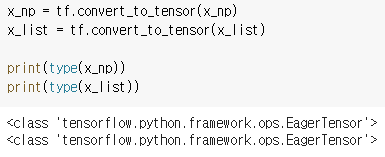 x_np = tf.convert_to_tensor(x_np)
x_list = tf.convert_to_tensor(x_list)
print(type(x_np))
print(type(x_list))
<class 'tensorflow.python.framework.ops.EagerTensor'>
<class 'tensorflow.python.framework.ops.EagerTensor'>